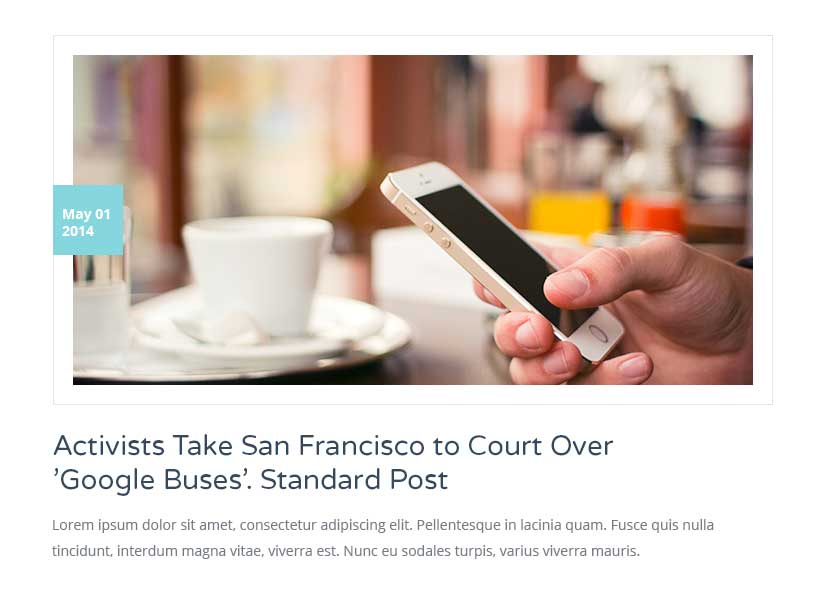 May 01
2014
Activists Take San Francisco to Court Over
’Google Buses’. Standard Post
Lorem ipsum dolor sit amet, consectetur adipiscing elit. Pellentesque in lacinia quam. Fusce quis nulla
tincidunt, interdum magna vitae, viverra est. Nunc eu sodales turpis, varius viverra mauris.